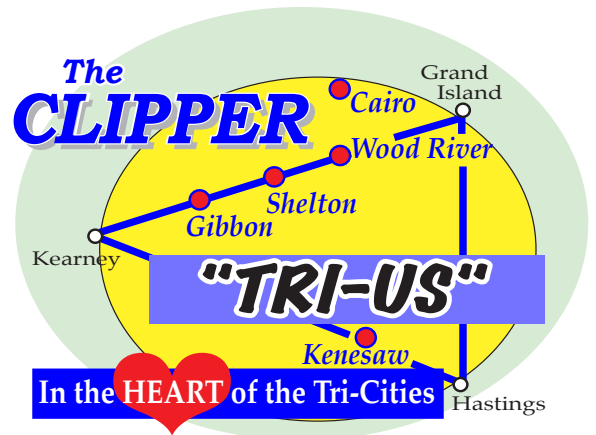 The
CLIPPER
Grand
Island
Cairo
Wood River
Shelton
Gibbon
Kearney
"TRI-US"
Kenesaw
In the HEART of the Tri-Cities
Hastings